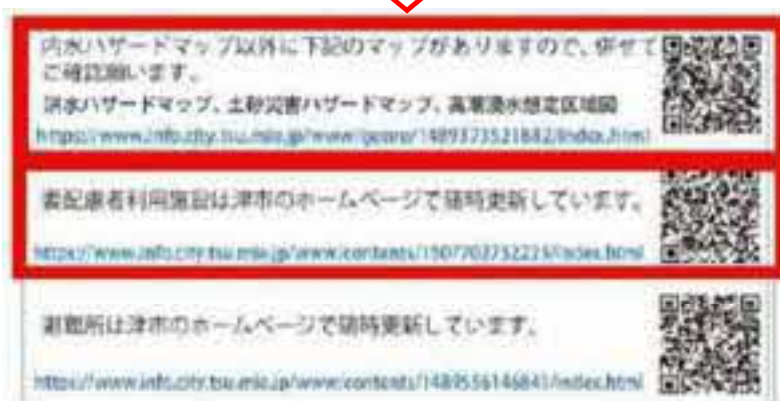 内水ハザードマップ以外に下記のマップがありますので、併せて
ご確認願います。
洪水ハザードマップ、土砂災害ハザードマップ、高潮浸水想定区域図
https://www.info.city.tsu.mie.jp/www/genre/1489373521882/index.html
要配慮者利用施設は津市のホームページで随時更新しています。
https://www.info.city.tsu.mie.jp/www/contents/1507702752225/index.html
避難所は津市のホームページで随時更新しています。
https://www.info.city.tsu.mie.jp/www/contents/1489556146841/index.html